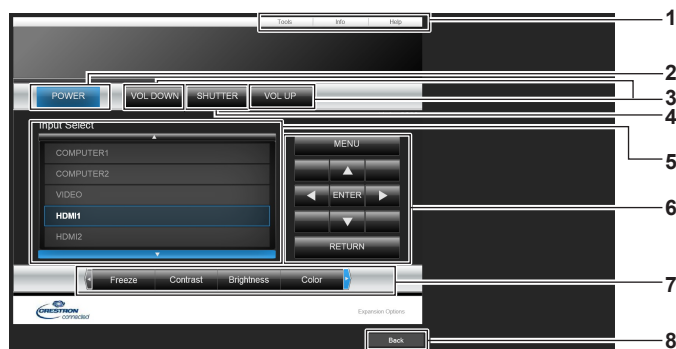 Tools Info Help 1
2
POWER VOL DOWN SHUTTER VOL UP 3
4
Input Select
MENU
5
COMPUTER1
COMPUTER2
VIDEO ENTER
6
HDMI1
HDMI2 RETURN
Freeze Contrast Brightness Color 7
CRESTRON connected Expansion Options
Back 8